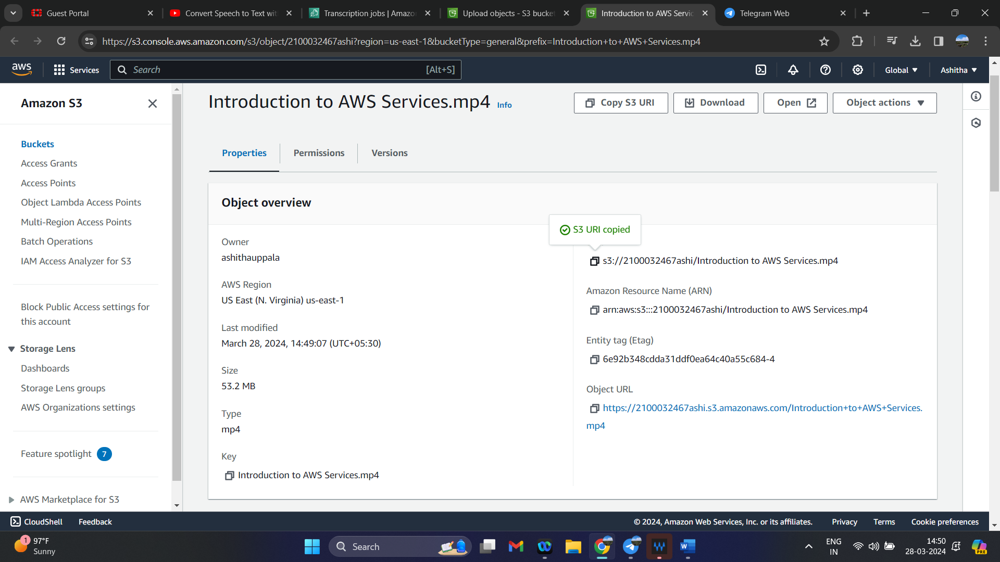 Guest Portal
Convert Speech to Text wit
Transcription jobs | Amazo
Upload objects - S3 bucket
Introduction to AWS Servic
Telegram Web
https://s3.console.aws.amazon.com/s3/object/2100032467ashi?region=us-east-1&bucketType=general&prefix=Introduction+to+AWS+Services.mp4
aws
Services
Search
[Alt+S]
Global
Ashitha
Amazon S3
Buckets
Access Grants
Access Points
Object Lambda Access Points
Multi-Region Access Points
Batch Operations
IAM Access Analyzer for S3
Block Public Access settings for
this account
Storage Lens
Dashboards
Storage Lens groups
AWS Organizations settings
Feature spotlight 7
AWS Marketplace for S3
Introduction to AWS Services.mp4 Info
Copy S3 URI
Download
Open
Object actions
Properties
Permissions
Versions
Object overview
Owner
ashithauppala
AWS Region
US East (N. Virginia) us-east-1
Last modified
March 28, 2024, 14:49:07 (UTC+05:30)
Size
53.2 MB
Type
mp4
Key
Introduction to AWS Services.mp4
S3 URI copied
s3://2100032467ashi/Introduction to AWS Services.mp4
Amazon Resource Name (ARN)
arn:aws:s3:::2100032467ashi/Introduction to AWS Services.mp4
Entity tag (Etag)
6e92b348cdda31ddf0ea64c40a55c684-4
Object URL
https://2100032467ashi.s3.amazonaws.com/Introduction+to+AWS+Services.
mp4
CloudShell
Feedback
© 2024, Amazon Web Services, Inc. or its affiliates.
Privacy
Terms
Cookie preferences
1
97°F
Sunny
Search
W
PRE
ENG
IN
14:50
28-03-2024